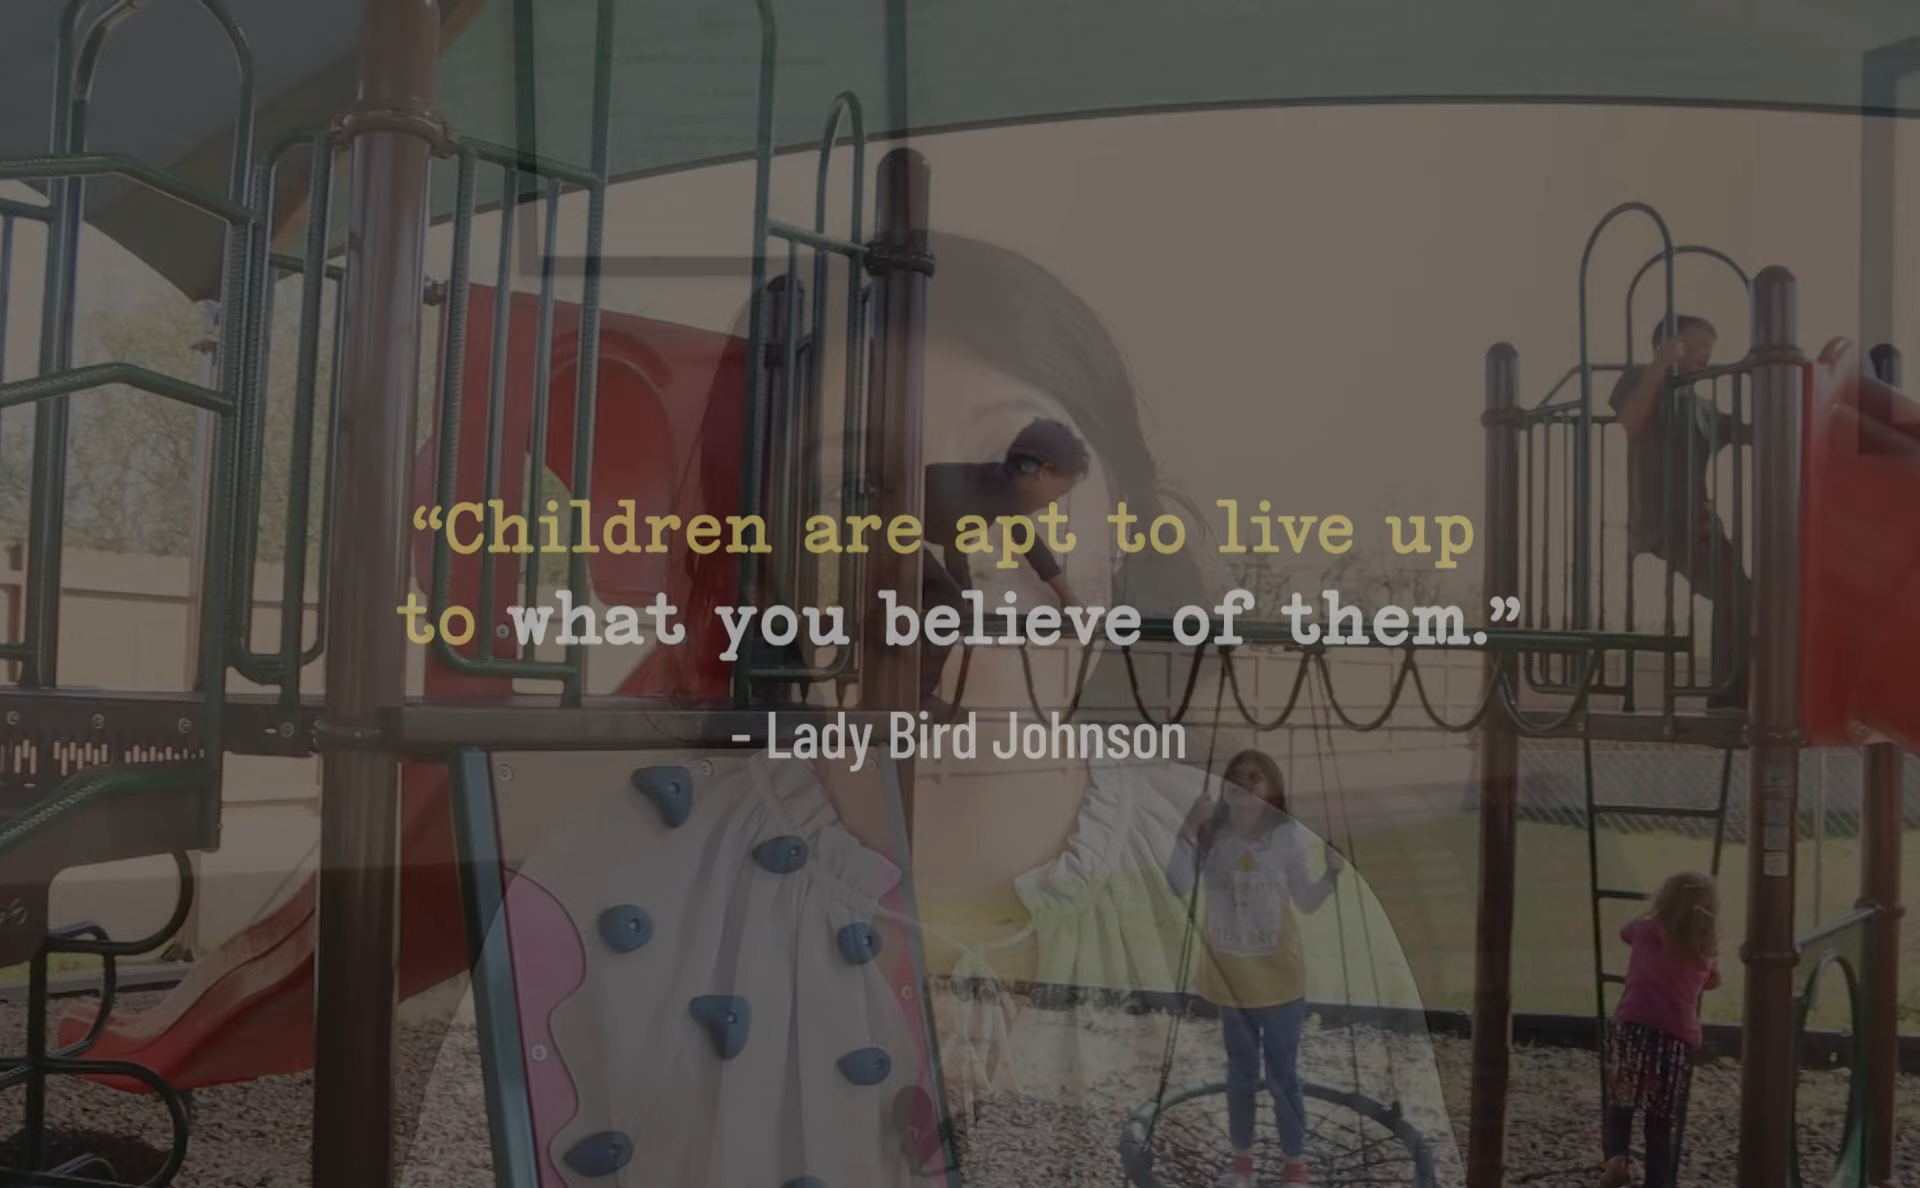 “Children are apt to live up
to what you believe of them.”
- Lady Bird Johnson